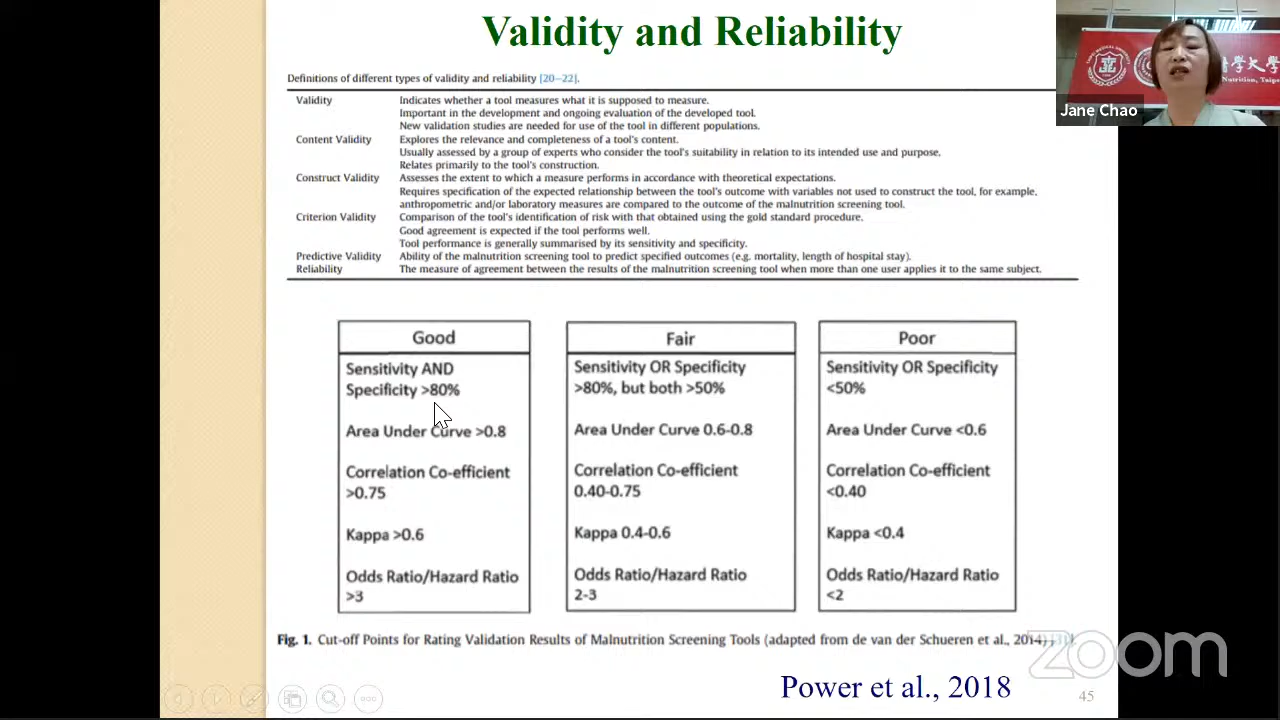 Validity and Reliability
Definitions of different types of validity and reliability [20–22].
Validity Indicates whether a tool measures what it is supposed to measure.
Important in the development and ongoing evaluation of the developed tool.
New validation studies are needed for use of the tool in different populations.
Content Validity Explores the relevance and completeness of a tool's content.
Usually assessed by a group of experts who consider the tool's suitability in relation to its intended use and purpose.
Relates primarily to the tool's construction.
Construct Validity Assesses the extent to which a measure performs in accordance with theoretical expectations.
Requires specification of the expected relationship between the tool's outcome with variables not used to construct the tool, for example,
anthropometric and/or laboratory measures are compared to the outcome of the malnutrition screening tool.
Criterion Validity Comparison of the tool's identification of risk with that obtained using the gold standard procedure.
Good agreement is expected if the tool performs well.
Tool performance is generally summarised by its sensitivity and specificity.
Predictive Validity Ability of the malnutrition screening tool to predict specified outcomes (e.g. mortality, length of hospital stay).
Reliability The measure of agreement between the results of the malnutrition screening tool when more than one user applies it to the same subject.
Good
Sensitivity AND
Specificity >80%
Area Under Curve >0.8
Correlation Co-efficient
>0.75
Kappa >0.6
Odds Ratio/Hazard Ratio
>3
Fair
Sensitivity OR Specificity
>80%, but both >50%
Area Under Curve 0.6-0.8
Correlation Co-efficient
0.40-0.75
Kappa 0.4-0.6
Odds Ratio/Hazard Ratio
2-3
Poor
Sensitivity OR Specificity
<50%
Area Under Curve <0.6
Correlation Co-efficient
<0.40
Kappa <0.4
Odds Ratio/Hazard Ratio
<2
Fig. 1. Cut-off Points for Rating Validation Results of Malnutrition Screening Tools (adapted from de van der Schueren et al., 2014)
Power et al., 2018
45
zoom
Jane Chao
醫學大學
Nutrition, Taipe